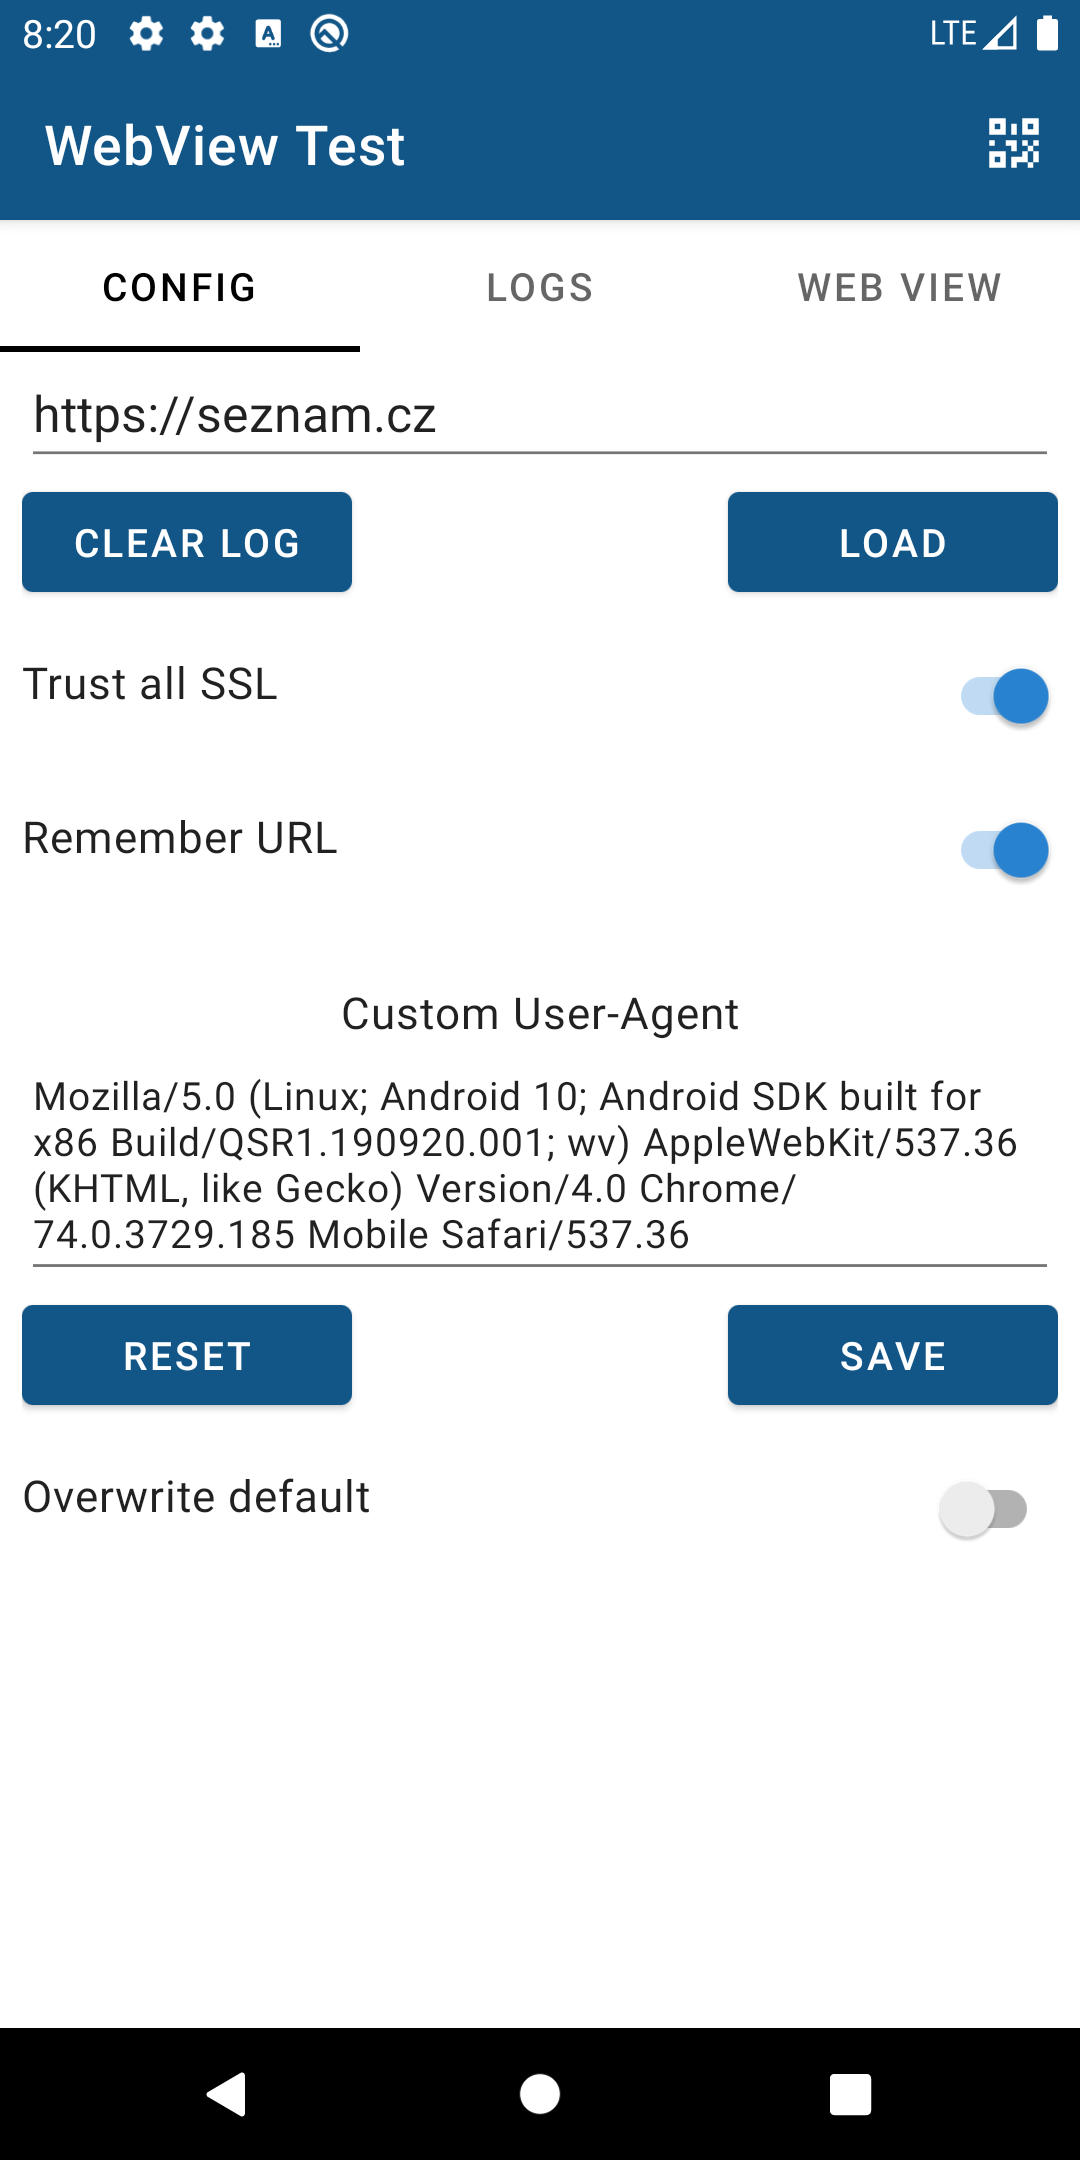 8:20
LTE
WebView Test
CONFIG
LOGS
WEB VIEW
https://seznam.cz
CLEAR LOG
LOAD
Trust all SSL
Remember URL
Custom User-Agent
Mozilla/5.0 (Linux; Android 10; Android SDK built for
x86 Build/QSR1.190920.001; wv) AppleWebKit/537.36
(KHTML, like Gecko) Version/4.0 Chrome/
74.0.3729.185 Mobile Safari/537.36
RESET
SAVE
Overwrite default